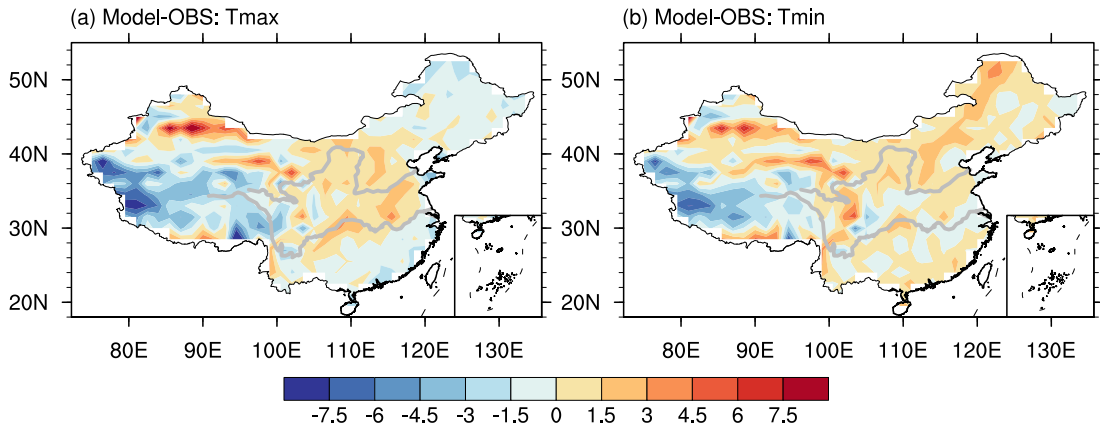 (a) Model-OBS: Tmax
(b) Model-OBS: Tmin
50N
40N
30N
20N
50N
40N
30N
20N
80E 90E 100E 110E 120E 130E
80E 90E 100E 110E 120E 130E
-7.5 -6 -4.5 -3 -1.5 0 1.5 3 4.5 6 7.5